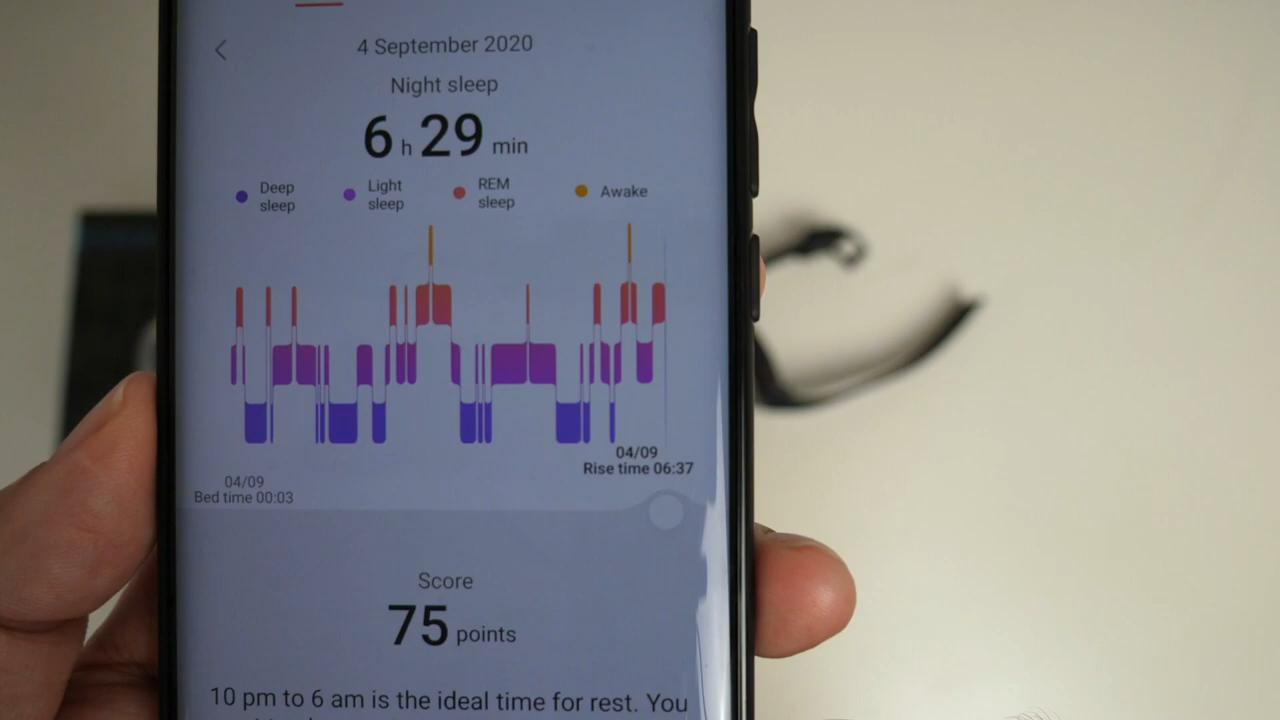 4 September 2020
Night sleep
6 h 29 min
Deep sleep
Light sleep
REM sleep
Awake
04/09
Rise time 06:37
04/09
Bed time 00:03
Score
75 points
10 pm to 6 am is the ideal time for rest. You